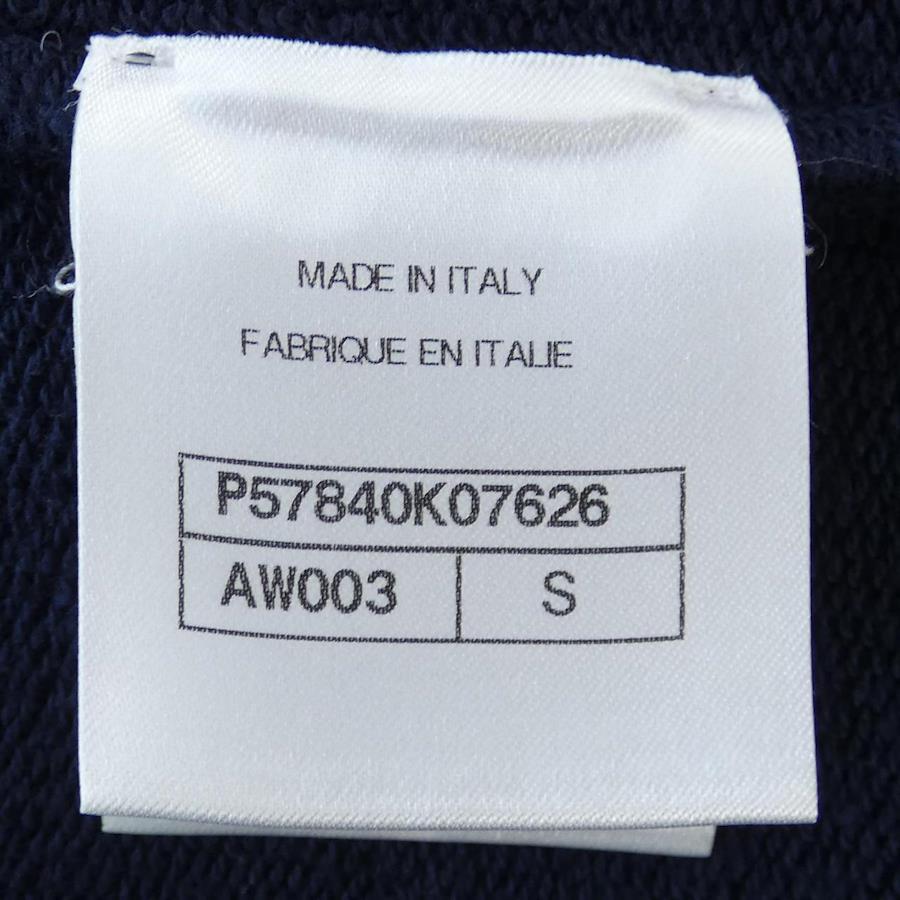 MADE IN ITALY
FABRIQUE EN ITALIE
P57840K07626
AW003 S